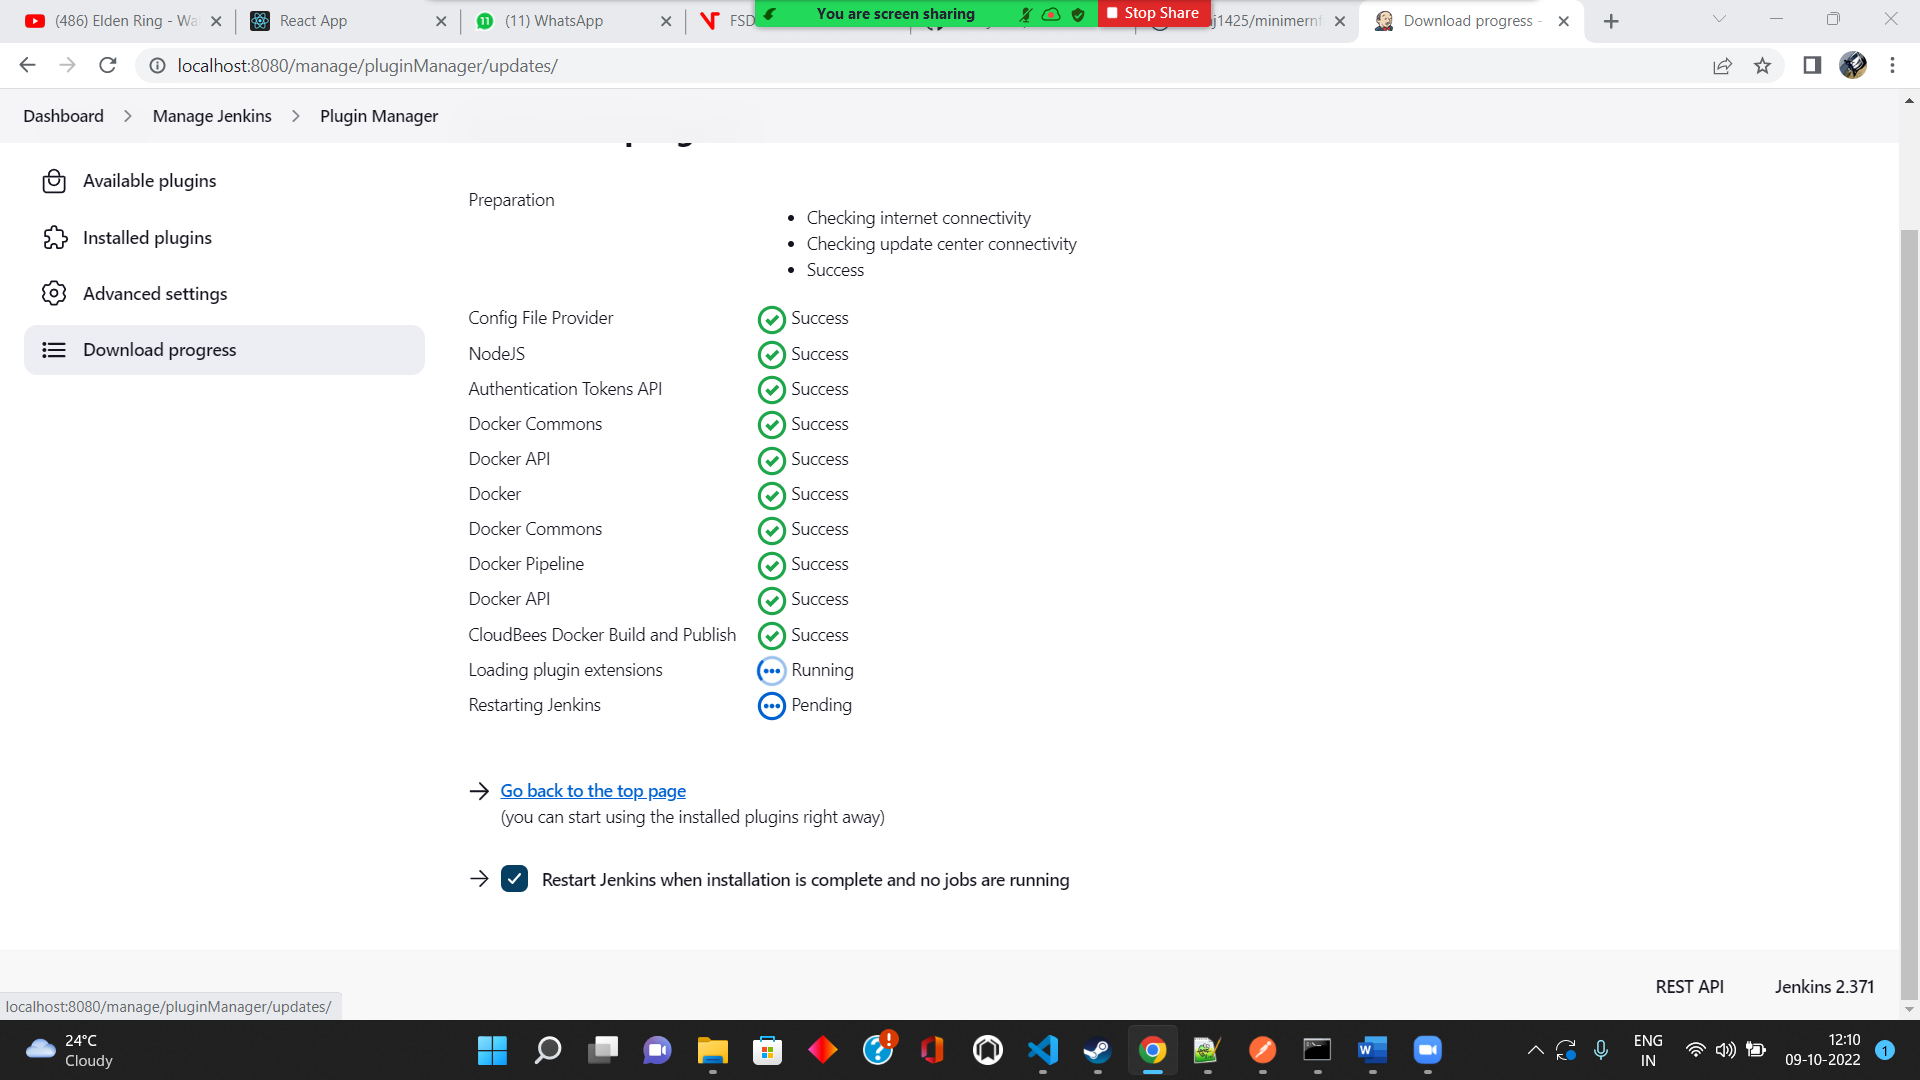 (486) Elden Ring - Wa
React App
(11) WhatsApp
FSD
You are screen sharing
Stop Share
j1425/minimernf
Download progress -
localhost:8080/manage/pluginManager/updates/
Dashboard
Manage Jenkins
Plugin Manager
Available plugins
Installed plugins
Advanced settings
Download progress
Preparation
Checking internet connectivity
Checking update center connectivity
Success
Config File Provider Success
NodeJS Success
Authentication Tokens API Success
Docker Commons Success
Docker API Success
Docker Success
Docker Commons Success
Docker Pipeline Success
Docker API Success
CloudBees Docker Build and Publish Success
Loading plugin extensions Running
Restarting Jenkins Pending
Go back to the top page
(you can start using the installed plugins right away)
Restart Jenkins when installation is complete and no jobs are running
REST API
Jenkins 2.371
localhost:8080/manage/pluginManager/updates/
24°C
Cloudy
ENG
IN
12:10
09-10-2022
1